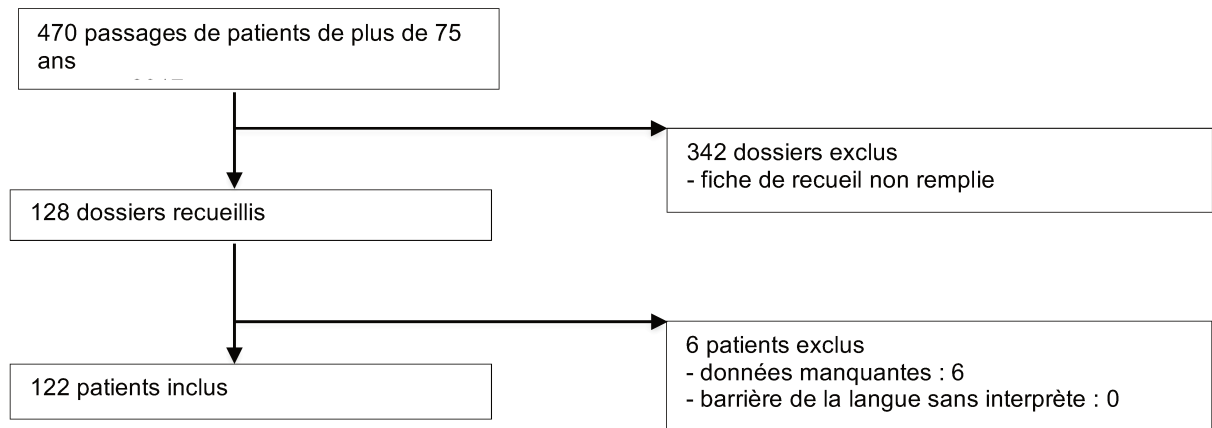 470 passages de patients de plus de 75
ans
342 dossiers exclus
- fiche de recueil non remplie
128 dossiers recueillis
6 patients exclus
- données manquantes : 6
- barrière de la langue sans interprète : 0
122 patients inclus